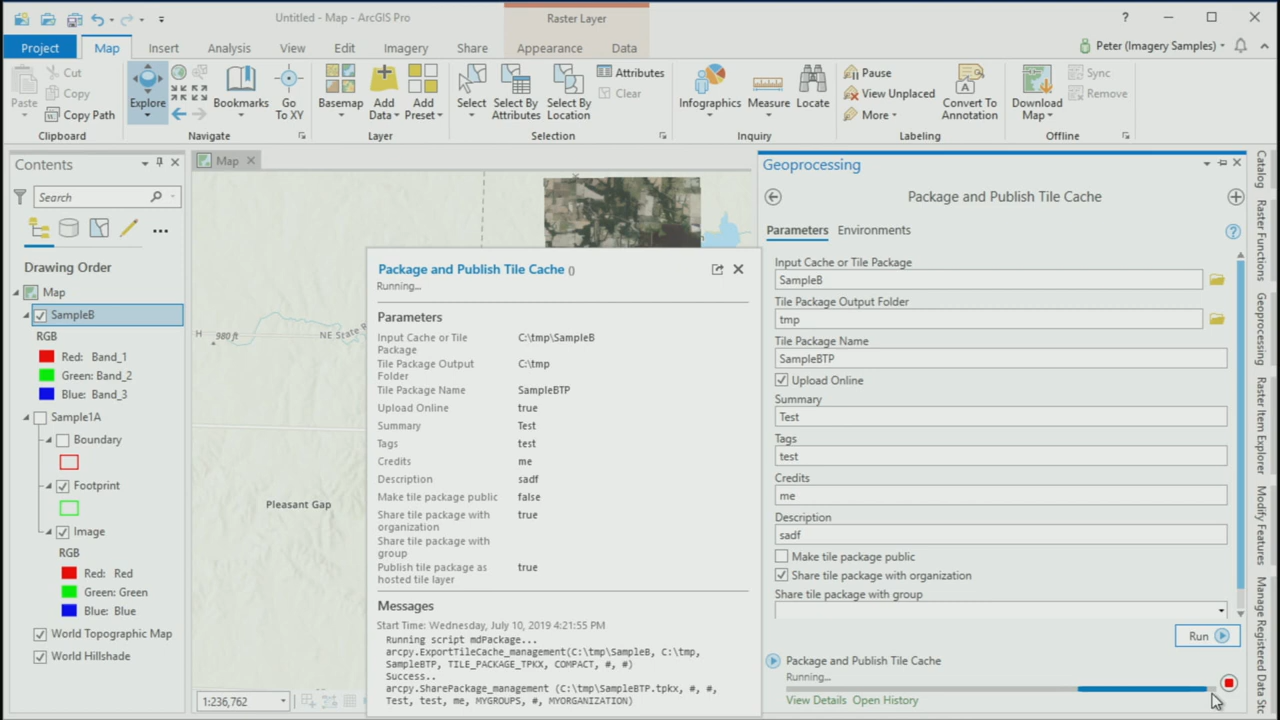 Untitled - Map - ArcGIS Pro
Raster Layer
?
Project
Map
Insert
Analysis
View
Edit
Imagery
Share
Appearance
Data
Peter (Imagery Samples)
Paste
Cut
Copy
Copy Path
Clipboard
Explore
Bookmarks
Go
To XY
Navigate
Basemap
Add
Data
Add
Preset
Layer
Select
Select By
Attributes
Select By
Location
Attributes
Clear
Selection
Infographics
Measure
Locate
Inquiry
Pause
View Unplaced
More
Convert To
Annotation
Labeling
Download
Map
Sync
Remove
Offline
Contents
Search
Drawing Order
Map
SampleB
RGB
Red: Band_1
Green: Band_2
Blue: Band_3
Sample1A
Boundary
Footprint
Image
RGB
Red: Red
Green: Green
Blue: Blue
World Topographic Map
World Hillshade
Map
H
980 ft
NE State R
Pleasant Gap
1:236,762
Package and Publish Tile Cache ()
Running...
Parameters
Input Cache or Tile Package C:\tmp\SampleB
Tile Package Output Folder C:\tmp
Tile Package Name SampleBTP
Upload Online true
Summary Test
Tags test
Credits me
Description sadf
Make tile package public false
Share tile package with organization true
Share tile package with group
Publish tile package as hosted tile layer true
Messages
Start Time: Wednesday, July 10, 2019 4:21:55 PM
Running script mdPackage...
arcpy.ExportTileCache_management(C:\tmp\SampleB, C:\tmp,
SampleBTP, TILE_PACKAGE_TPKX, COMPACT, #, #)
Success..
arcpy.SharePackage_management (C:\tmp\SampleBTP.tpkx, #, #,
Test, test, me, MYGROUPS, #, MYORGANIZATION)
Geoprocessing
Package and Publish Tile Cache
Parameters
Environments
Input Cache or Tile Package
SampleB
Tile Package Output Folder
tmp
Tile Package Name
SampleBTP
Upload Online
Summary
Test
Tags
test
Credits
me
Description
sadf
Make tile package public
Share tile package with organization
Share tile package with group
Run
Package and Publish Tile Cache
Running...
View Details Open History
Catalog
Raster Functions
Geoprocessing
Raster Item Explorer
Modify Features
Manage Registered Data Stc